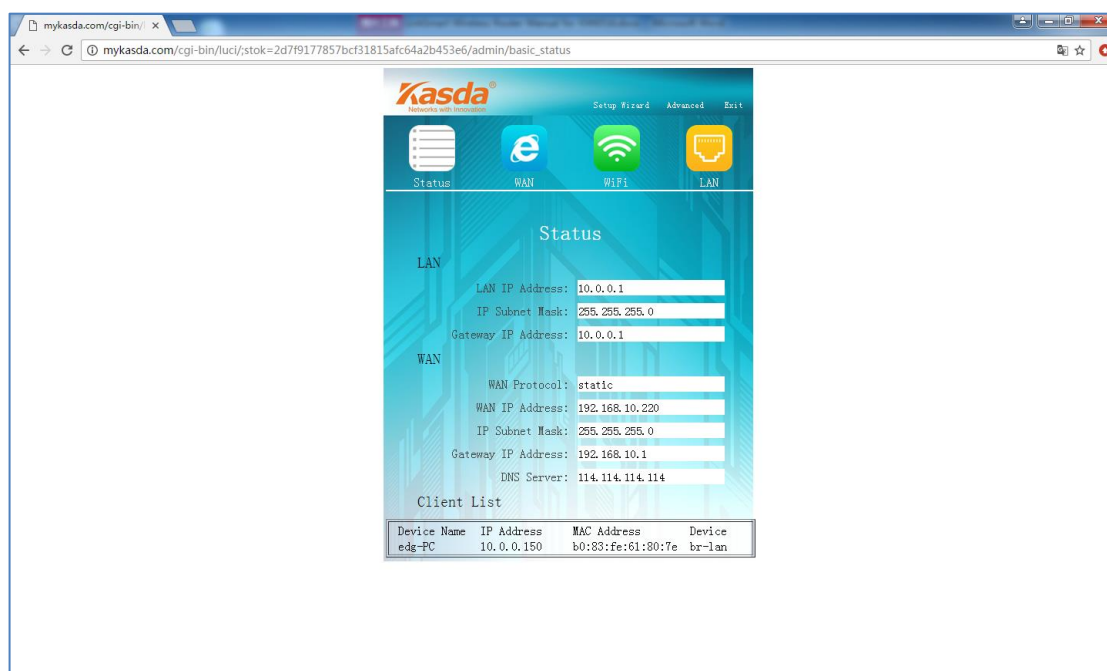 mykasda.com/cgi-bin/l
mykasda.com/cgi-bin/luci/;stok=2d7f9177857bcf31815afc64a2b453e6/admin/basic_status
Kasda®
Networks with Innovation
Setup Wizard Advanced Exit
Status WAN WiFi LAN
Status
LAN
LAN IP Address: 10.0.0.1
IP Subnet Mask: 255.255.255.0
Gateway IP Address: 10.0.0.1
WAN
WAN Protocol: static
WAN IP Address: 192.168.10.220
IP Subnet Mask: 255.255.255.0
Gateway IP Address: 192.168.10.1
DNS Server: 114.114.114.114
Client List
Device Name IP Address MAC Address Device
edg-PC 10.0.0.150 b0:83:fe:61:80:7e br-lan